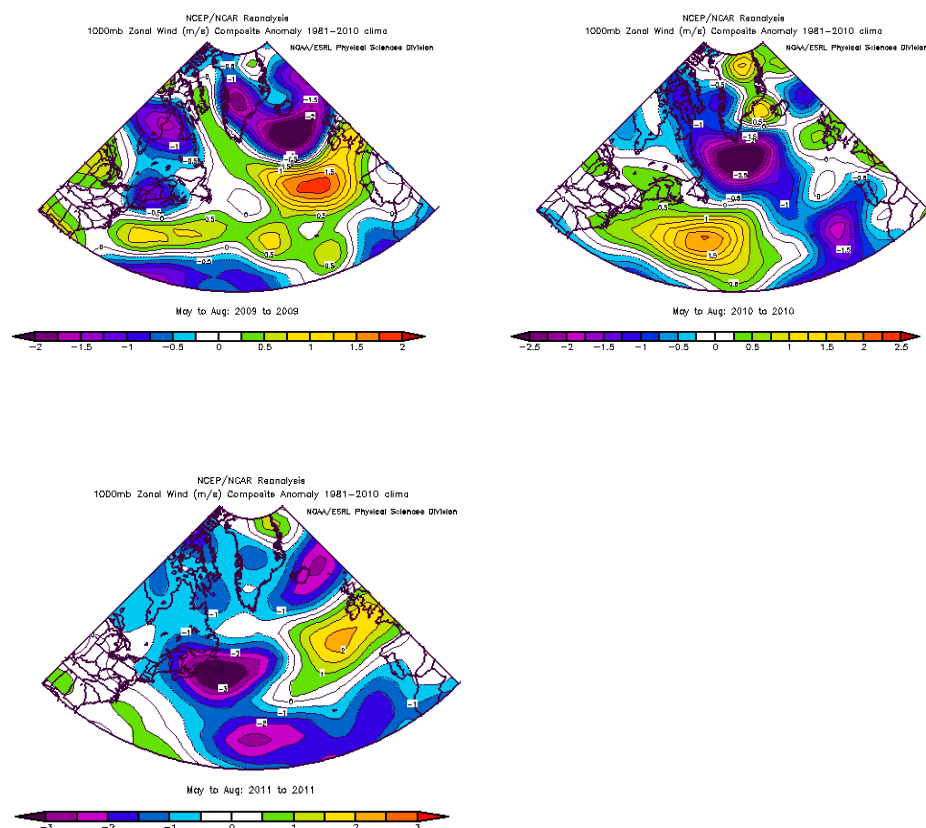 NCEP/NCAR Reanalysis
1000mb Zonal Wind (m/s) Composite Anomaly 1981-2010 clima
NOAA/ESRL Physical Sciences Division
May to Aug: 2009 to 2009
-2 -1.5 -1 -0.5 0 0.5 1 1.5 2
NCEP/NCAR Reanalysis
1000mb Zonal Wind (m/s) Composite Anomaly 1981-2010 clima
NOAA/ESRL Physical Sciences Division
May to Aug: 2010 to 2010
-2.5 -2 -1.5 -1 -0.5 0 0.5 1 1.5 2 2.5
NCEP/NCAR Reanalysis
1000mb Zonal Wind (m/s) Composite Anomaly 1981-2010 clima
NOAA/ESRL Physical Sciences Division
May to Aug: 2011 to 2011
-3 -2 -1 0 1 2 3